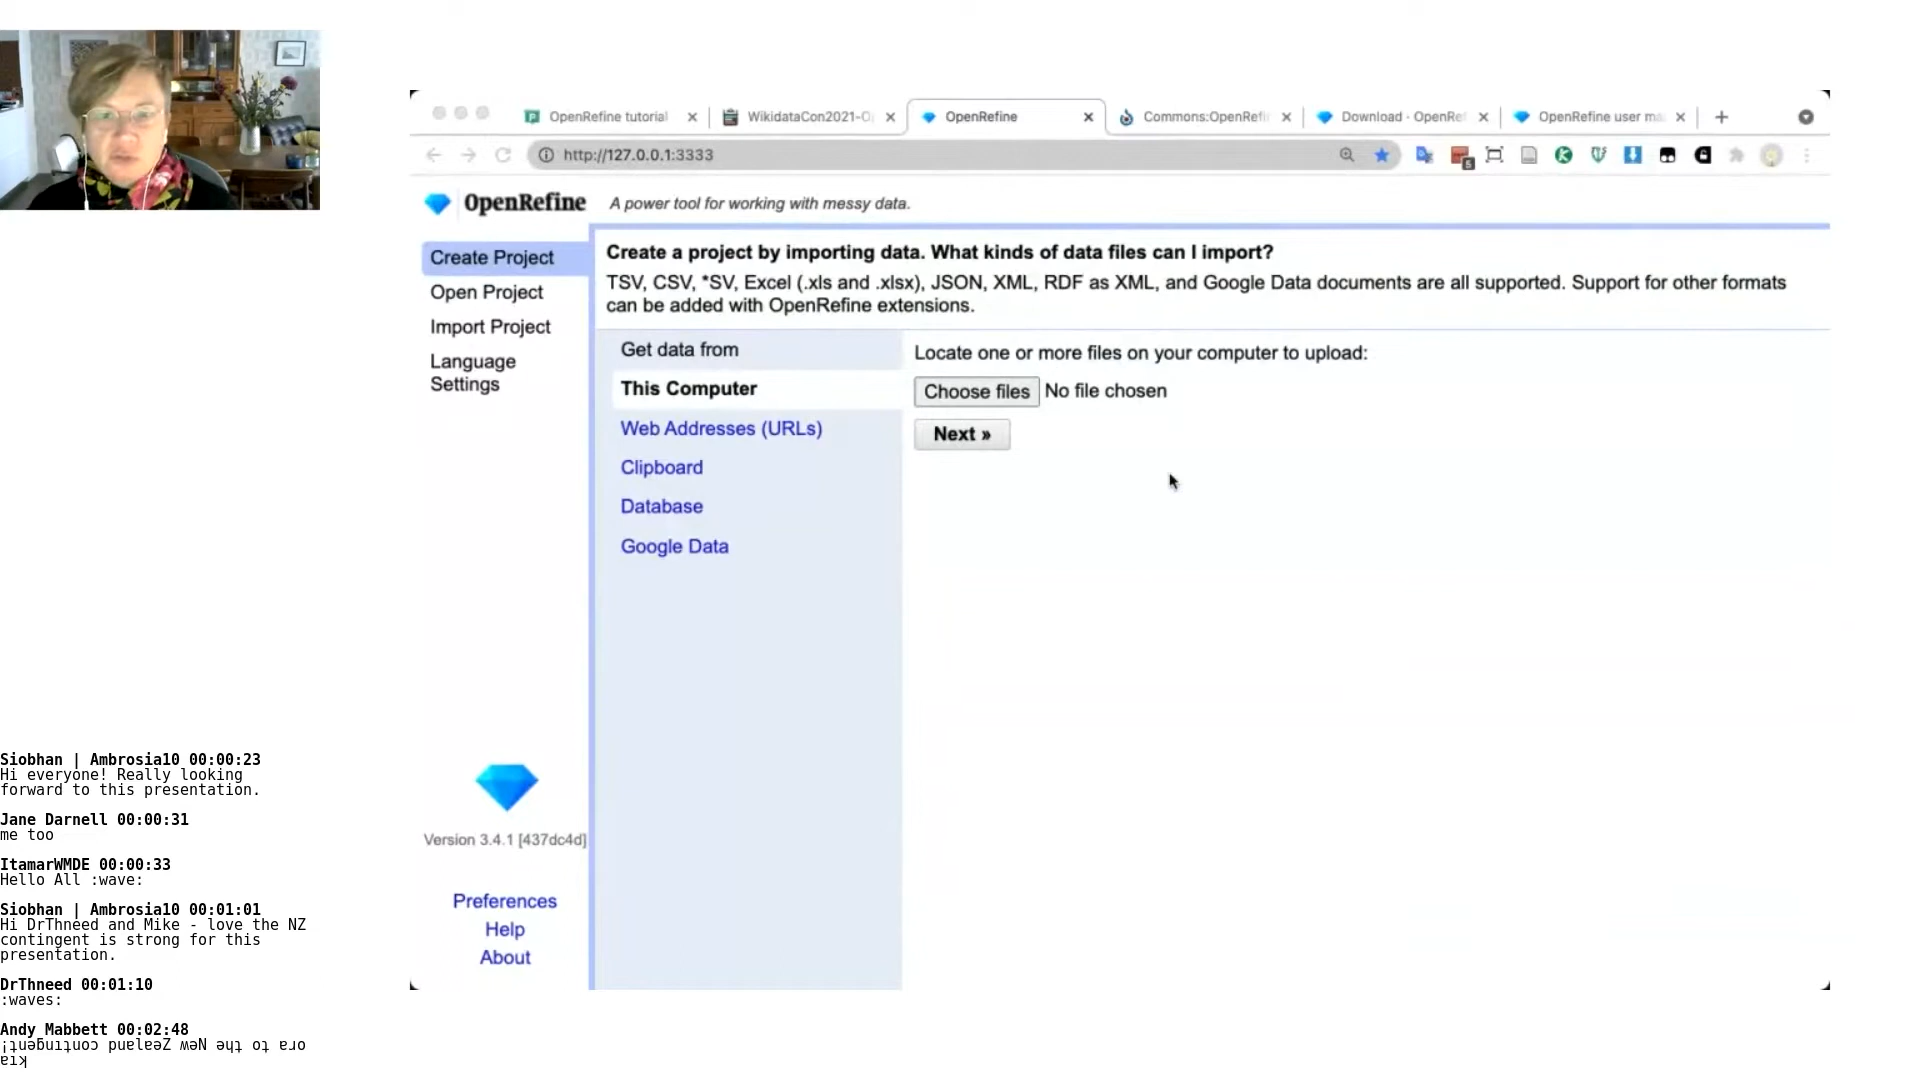 OpenRefine tutorial
WikidataCon2021-O
OpenRefine
Commons:OpenRefi
Download - OpenRef
OpenRefine user ma
http://127.0.0.1:3333
5
OpenRefine A power tool for working with messy data.
Create Project
Open Project
Import Project
Language
Settings
Create a project by importing data. What kinds of data files can I import?
TSV, CSV, *SV, Excel (.xls and .xlsx), JSON, XML, RDF as XML, and Google Data documents are all supported. Support for other formats
can be added with OpenRefine extensions.
Get data from
This Computer
Web Addresses (URLs)
Clipboard
Database
Google Data
Locate one or more files on your computer to upload:
Choose files No file chosen
Next »
Version 3.4.1 [437dc4d]
Preferences
Help
About
Siobhan | Ambrosia10 00:00:23
Hi everyone! Really looking
forward to this presentation.
Jane Darnell 00:00:31
me too
ItamarWMDE 00:00:33
Hello All :wave:
Siobhan | Ambrosia10 00:01:01
Hi DrThneed and Mike - love the NZ
contingent is strong for this
presentation.
DrThneed 00:01:10
:waves:
Andy Mabbett 00:02:48
¡ʇuǝƃuıʇuoɔ puɐlɐǝZ ʍǝN ǝɥʇ oʇ ɐɹo
ɐıʞ